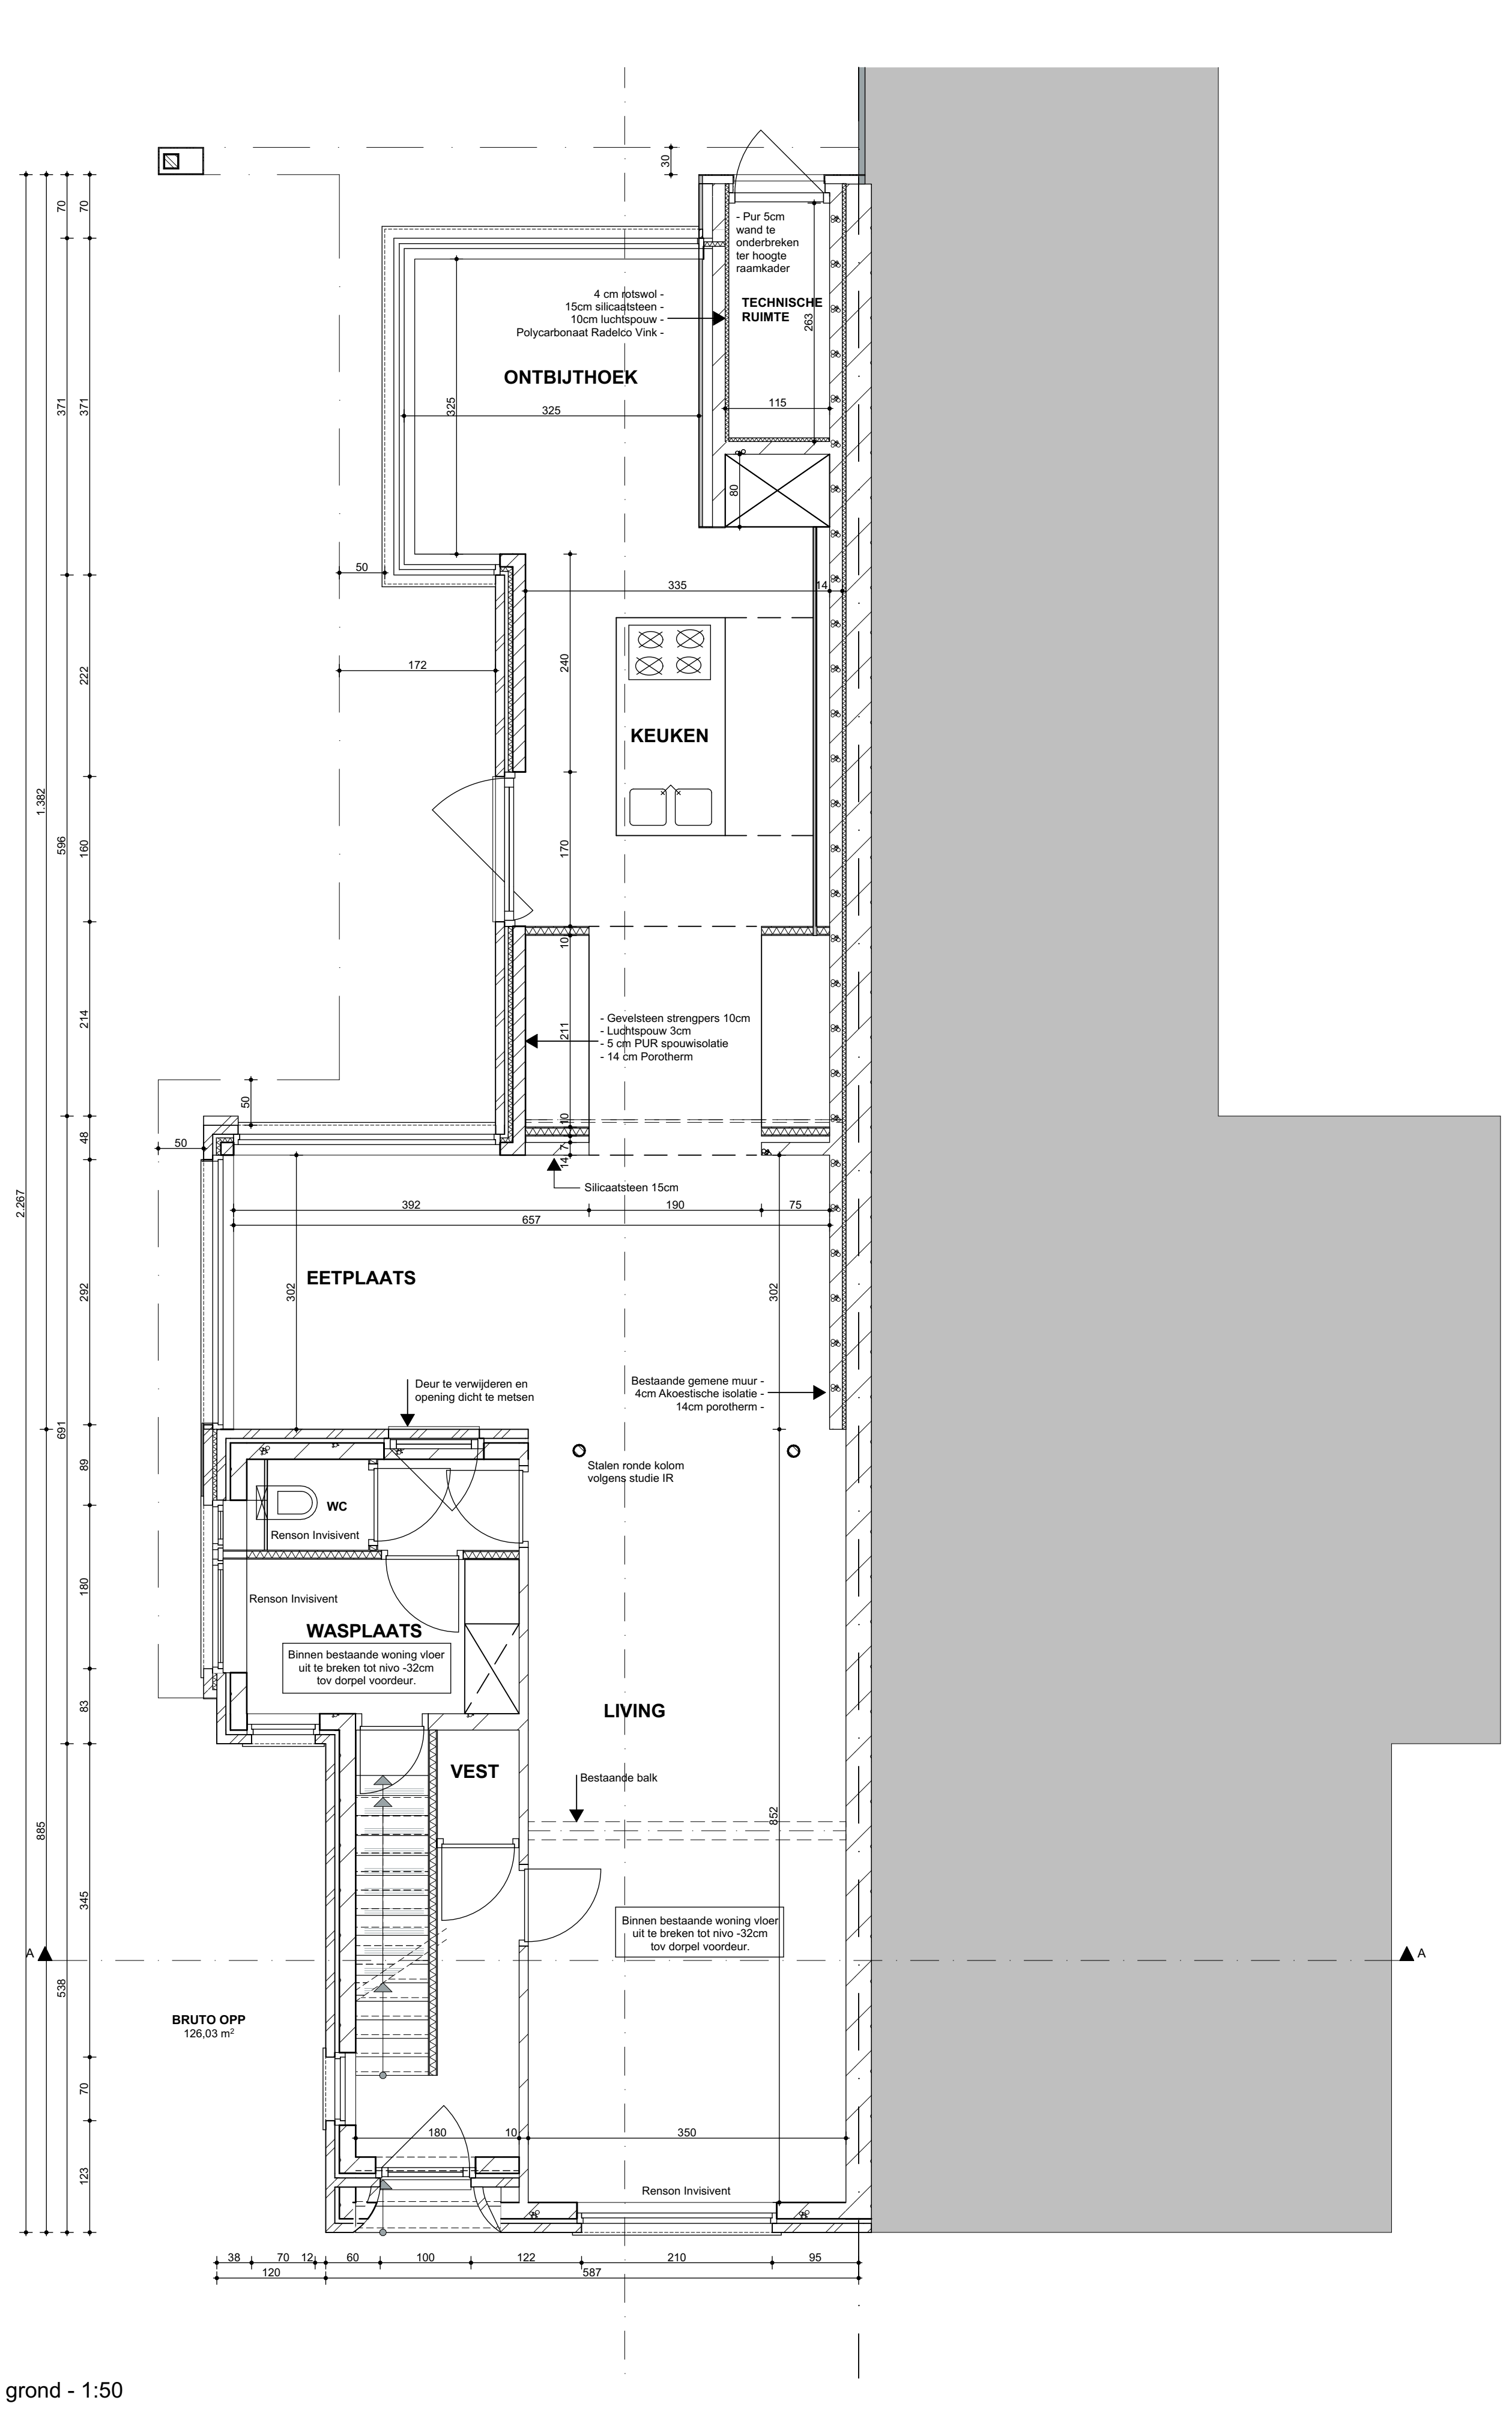 30
70
70
- Pur 5cm
wand te
onderbreken
ter hoogte
raamkader
4 cm rotswol -
15cm silicaatsteen -
10cm luchtspouw -
Polycarbonaat Radelco Vink -
TECHNISCHE
RUIMTE
263
ONTBIJTHOEK
371
371
325
325
115
80
50
335
14
172
240
222
KEUKEN
1.382
596
160
170
10
- Gevelsteen strengpers 10cm
- Luchtspouw 3cm
- 5 cm PUR spouwisolatie
- 14 cm Porotherm
214
211
50
10
48
50
7
14
Silicaatsteen 15cm
2.267
392
190
75
657
EETPLAATS
302
302
292
Deur te verwijderen en
opening dicht te metsen
Bestaande gemene muur -
4cm Akoestische isolatie -
14cm porotherm -
691
89
Stalen ronde kolom
volgens studie IR
WC
Renson Invisivent
180
Renson Invisivent
WASPLAATS
Binnen bestaande woning vloer
uit te breken tot nivo -32cm
tov dorpel voordeur.
83
LIVING
VEST
Bestaande balk
885
852
345
Binnen bestaande woning vloer
uit te breken tot nivo -32cm
tov dorpel voordeur.
A
A
538
BRUTO OPP
126,03 m²
70
180
10
350
123
Renson Invisivent
38
70
12
60
100
122
210
95
120
587
grond - 1:50